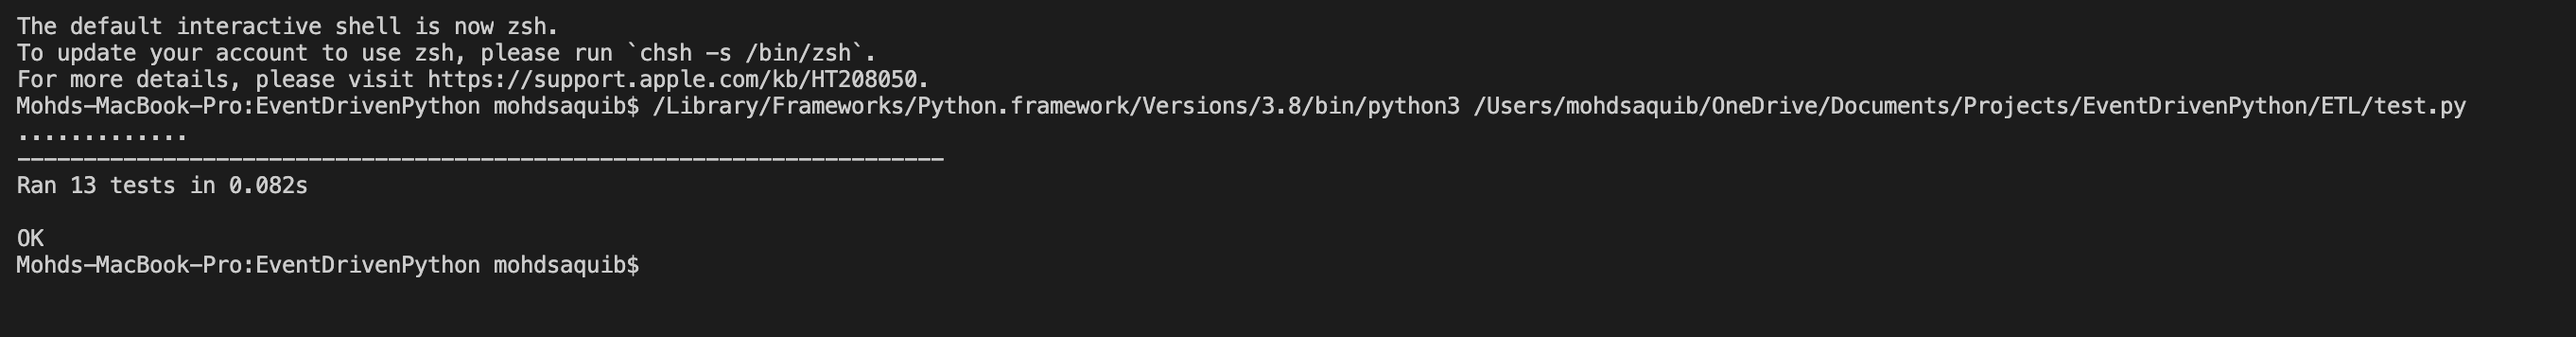 The default interactive shell is now zsh.
To update your account to use zsh, please run `chsh -s /bin/zsh`.
For more details, please visit https://support.apple.com/kb/HT208050.
Mohds-MacBook-Pro:EventDrivenPython mohdsaquib$ /Library/Frameworks/Python.framework/Versions/3.8/bin/python3 /Users/mohdsaquib/OneDrive/Documents/Projects/EventDrivenPython/ETL/test.py
.............
----------------------------------------------------------------------
Ran 13 tests in 0.082s

OK
Mohds-MacBook-Pro:EventDrivenPython mohdsaquib$